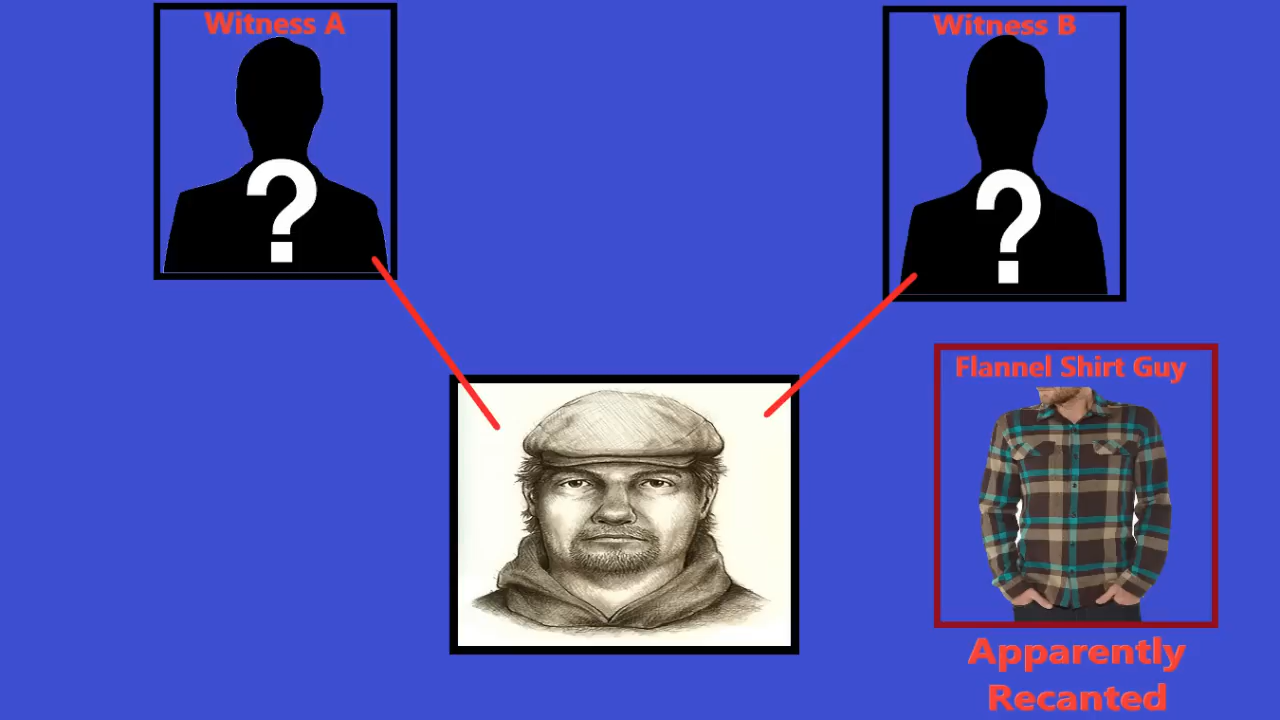 Witness A
Witness B
?
?
Flannel Shirt Guy
Apparently
Recanted